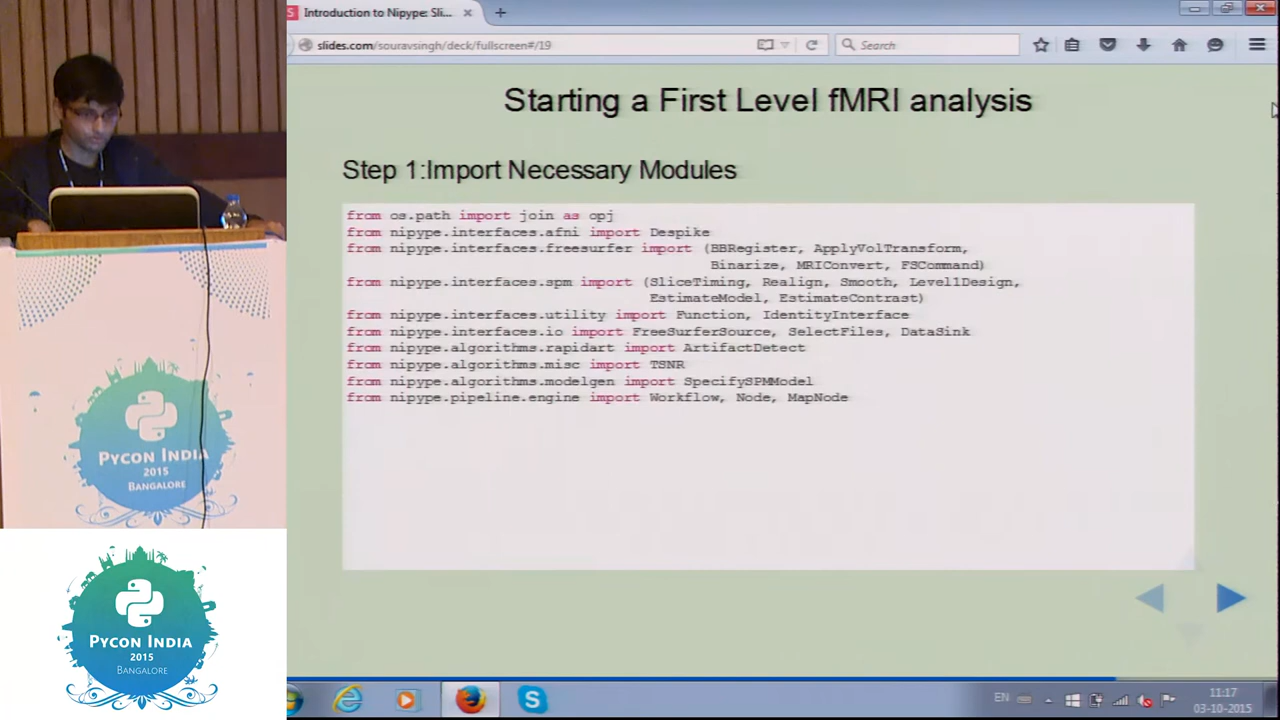 Introduction to Nipype: Sli...
slides.com/souravsingh/deck/fullscreen#/19
Search
Starting a First Level fMRI analysis
Step 1:Import Necessary Modules
from os.path import join as opj
from nipype.interfaces.afni import Despike
from nipype.interfaces.freesurfer import (BBRegister, ApplyVolTransform,
Binarize, MRIConvert, FSCommand)
from nipype.interfaces.spm import (SliceTiming, Realign, Smooth, Level1Design,
EstimateModel, EstimateContrast)
from nipype.interfaces.utility import Function, IdentityInterface
from nipype.interfaces.io import FreeSurferSource, SelectFiles, DataSink
from nipype.algorithms.rapidart import ArtifactDetect
from nipype.algorithms.misc import TSNR
from nipype.algorithms.modelgen import SpecifySPMModel
from nipype.pipeline.engine import Workflow, Node, MapNode
Pycon India
2015
BANGALORE
Pycon India
2015
BANGALORE
EN
11:17
03-10-2015